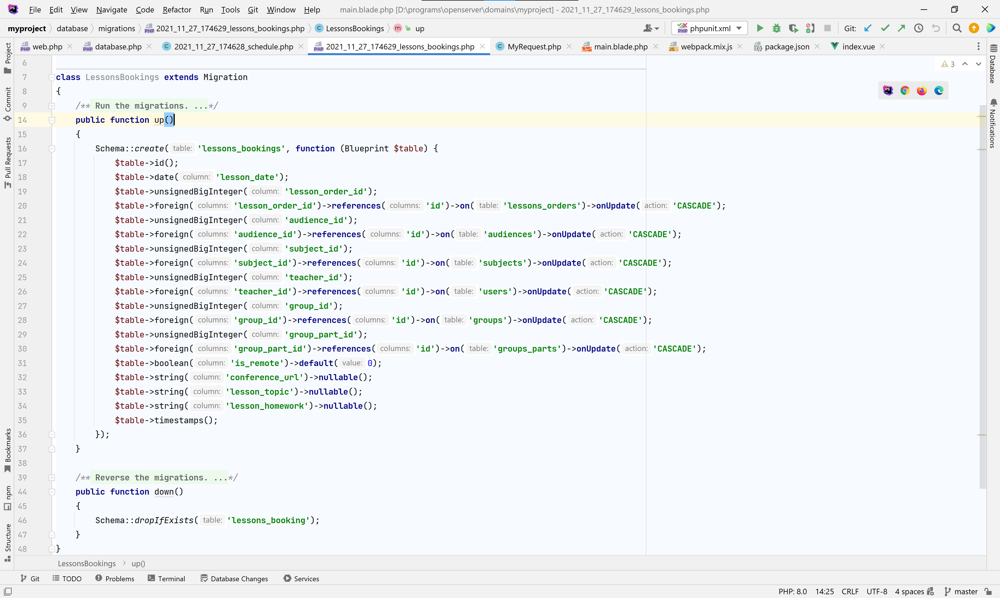 PS File Edit View Navigate Code Refactor Run Tools Git Window Help main.blade.php [D:\programs\openserver\domains\myproject] - 2021_11_27_174629_lessons_bookings.php
myproject database migrations PHP 2021_11_27_174629_lessons_bookings.php C LessonsBookings m up PHP phpunit.xml Git:
PHP web.php PHP database.php C 2021_11_27_174628_schedule.php PHP 2021_11_27_174629_lessons_bookings.php C MyRequest.php main.blade.php JS webpack.mix.js package.json index.vue
Project
Commit
Pull Requests
Bookmarks
npm
Structure
Database
Notifications
3
PS
6
7 class LessonsBookings extends Migration
8 {
9 /** Run the migrations. ...*/
14 public function up()
15 {
16 Schema::create( table: 'lessons_bookings', function (Blueprint $table) {
17 $table->id();
18 $table->date( column: 'lesson_date');
19 $table->unsignedBigInteger( column: 'lesson_order_id');
20 $table->foreign( columns: 'lesson_order_id')->references( columns: 'id')->on( table: 'lessons_orders')->onUpdate( action: 'CASCADE');
21 $table->unsignedBigInteger( column: 'audience_id');
22 $table->foreign( columns: 'audience_id')->references( columns: 'id')->on( table: 'audiences')->onUpdate( action: 'CASCADE');
23 $table->unsignedBigInteger( column: 'subject_id');
24 $table->foreign( columns: 'subject_id')->references( columns: 'id')->on( table: 'subjects')->onUpdate( action: 'CASCADE');
25 $table->unsignedBigInteger( column: 'teacher_id');
26 $table->foreign( columns: 'teacher_id')->references( columns: 'id')->on( table: 'users')->onUpdate( action: 'CASCADE');
27 $table->unsignedBigInteger( column: 'group_id');
28 $table->foreign( columns: 'group_id')->references( columns: 'id')->on( table: 'groups')->onUpdate( action: 'CASCADE');
29 $table->unsignedBigInteger( column: 'group_part_id');
30 $table->foreign( columns: 'group_part_id')->references( columns: 'id')->on( table: 'groups_parts')->onUpdate( action: 'CASCADE');
31 $table->boolean( column: 'is_remote')->default( value: 0);
32 $table->string( column: 'conference_url')->nullable();
33 $table->string( column: 'lesson_topic')->nullable();
34 $table->string( column: 'lesson_homework')->nullable();
35 $table->timestamps();
36 });
37 }
38
39 /** Reverse the migrations. ...*/
44 public function down()
45 {
46 Schema::dropIfExists( table: 'lessons_booking');
47 }
48 }
LessonsBookings › up()
Git TODO Problems Terminal Database Changes Services
PHP: 8.0 14:25 CRLF UTF-8 4 spaces master